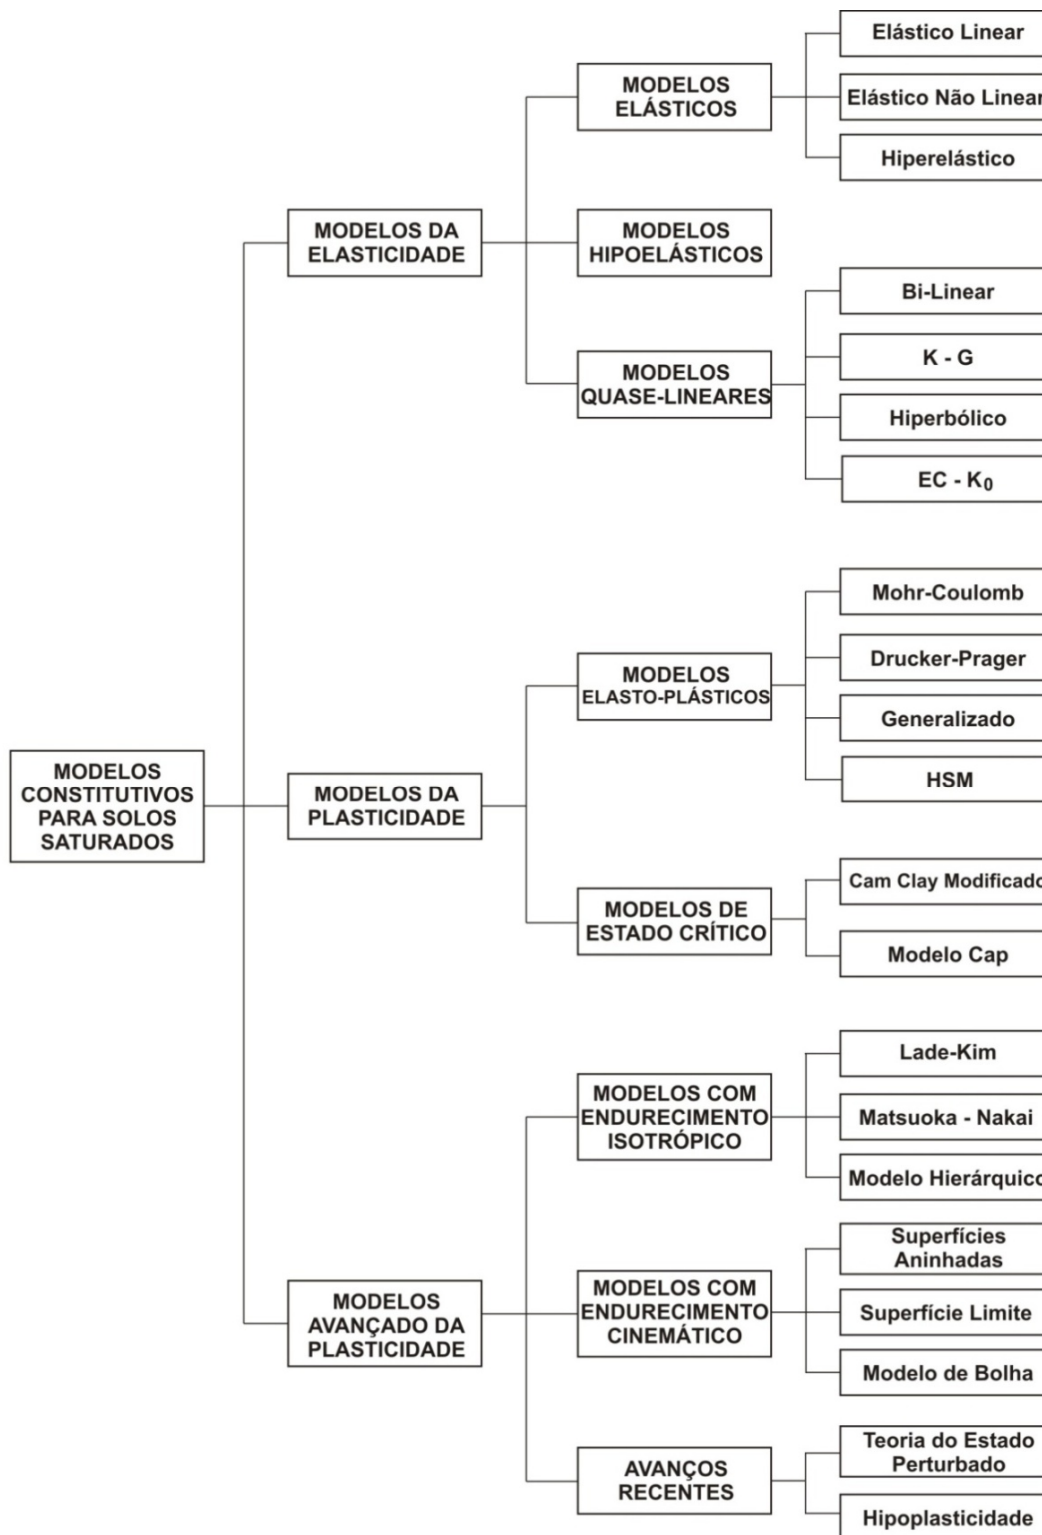 MODELOS
CONSTITUTIVOS
PARA SOLOS
SATURADOS
MODELOS DA
ELASTICIDADE
MODELOS
ELÁSTICOS
Elástico Linear
Elástico Não Linear
Hiperelástico
MODELOS
HIPOELÁSTICOS
MODELOS
QUASE-LINEARES
Bi-Linear
K - G
Hiperbólico
EC - K₀
MODELOS DA
PLASTICIDADE
MODELOS
ELASTO-PLÁSTICOS
Mohr-Coulomb
Drucker-Prager
Generalizado
HSM
MODELOS DE
ESTADO CRÍTICO
Cam Clay Modificado
Modelo Cap
MODELOS
AVANÇADO DA
PLASTICIDADE
MODELOS COM
ENDURECIMENTO
ISOTRÓPICO
Lade-Kim
Matsuoka - Nakai
Modelo Hierárquico
MODELOS COM
ENDURECIMENTO
CINEMÁTICO
Superfícies
Aninhadas
Superfície Limite
Modelo de Bolha
AVANÇOS
RECENTES
Teoria do Estado
Perturbado
Hipoplasticidade